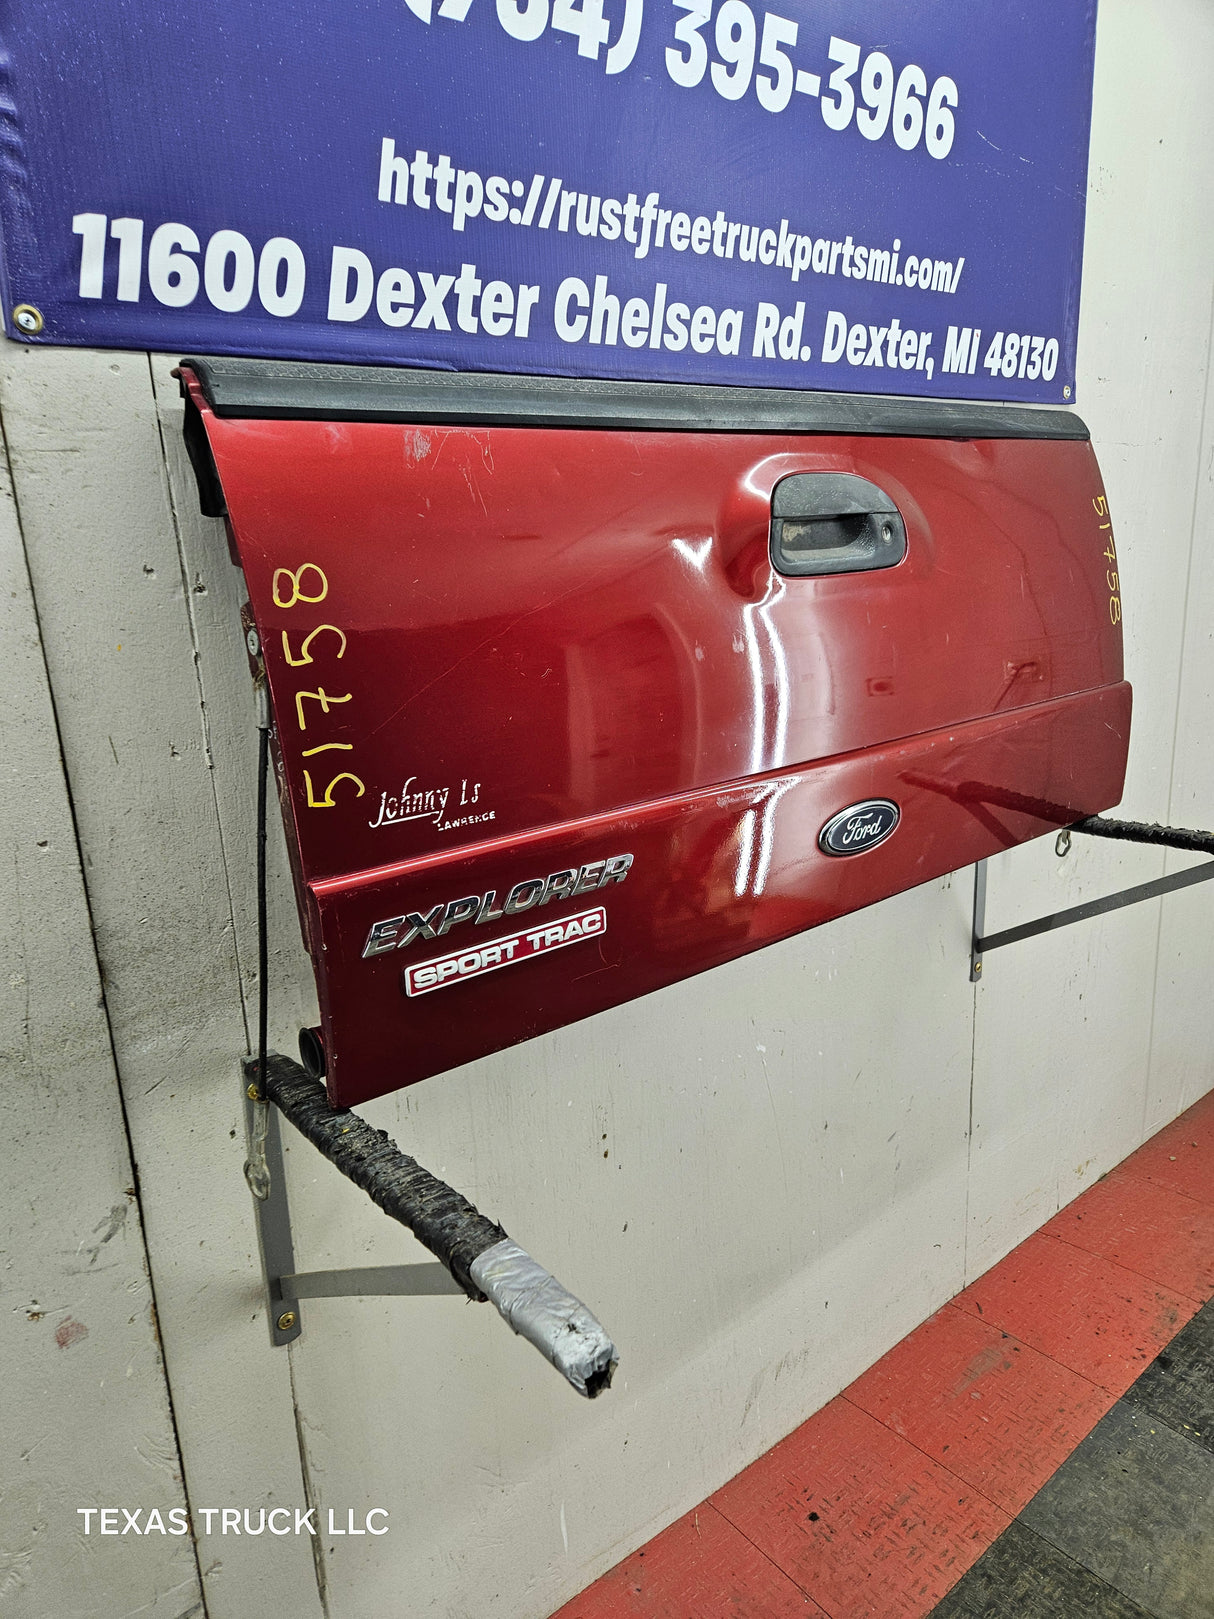 (734) 395-3966
https://rustfreetruckpartsmi.com/
11600 Dexter Chelsea Rd. Dexter, MI 48130
51758
51758
Johnny Ls
LAWRENCE
Ford
EXPLORER
SPORT TRAC
TEXAS TRUCK LLC